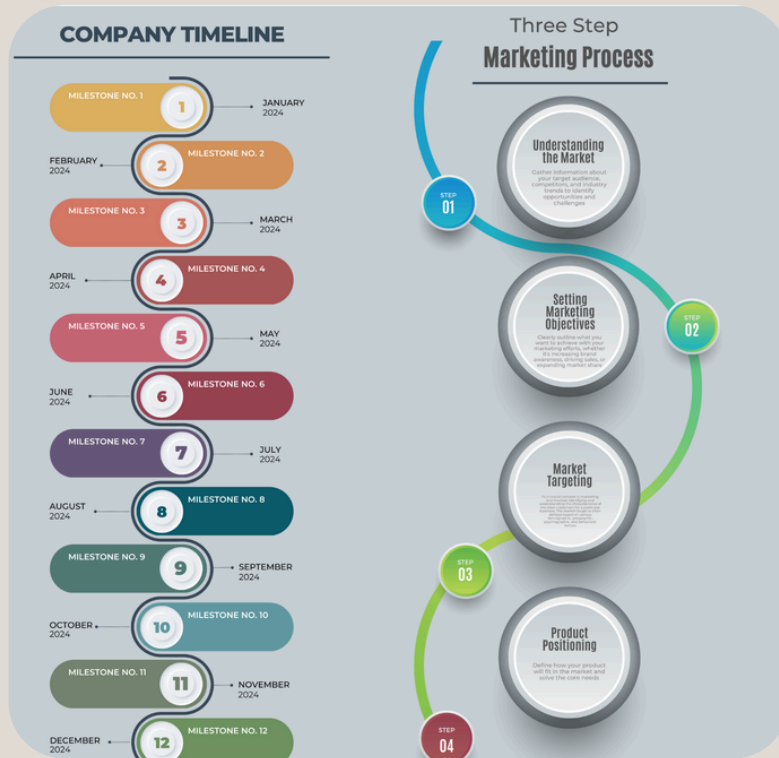 COMPANY TIMELINE
MILESTONE NO. 1
1
JANUARY
2024
FEBRUARY
2024
2
MILESTONE NO. 2
MILESTONE NO. 3
3
MARCH
2024
APRIL
2024
4
MILESTONE NO. 4
MILESTONE NO. 5
5
MAY
2024
JUNE
2024
6
MILESTONE NO. 6
MILESTONE NO. 7
7
JULY
2024
AUGUST
2024
8
MILESTONE NO. 8
MILESTONE NO. 9
9
SEPTEMBER
2024
OCTOBER
2024
10
MILESTONE NO. 10
MILESTONE NO. 11
11
NOVEMBER
2024
DECEMBER
2024
12
MILESTONE NO. 12
Three Step
Marketing Process
STEP
01
Understanding
the Market
Gather information about
your target audience,
competitors, and industry
trends to identify
opportunities and
challenges
STEP
02
Setting
Marketing
Objectives
Clearly outline what you
want to achieve with your
marketing efforts, whether
it's increasing brand
awareness, driving sales, or
expanding market share
STEP
03
Market
Targeting
STEP
04
Product
Positioning
Define how your product
will fit in the market and
solve the core needs